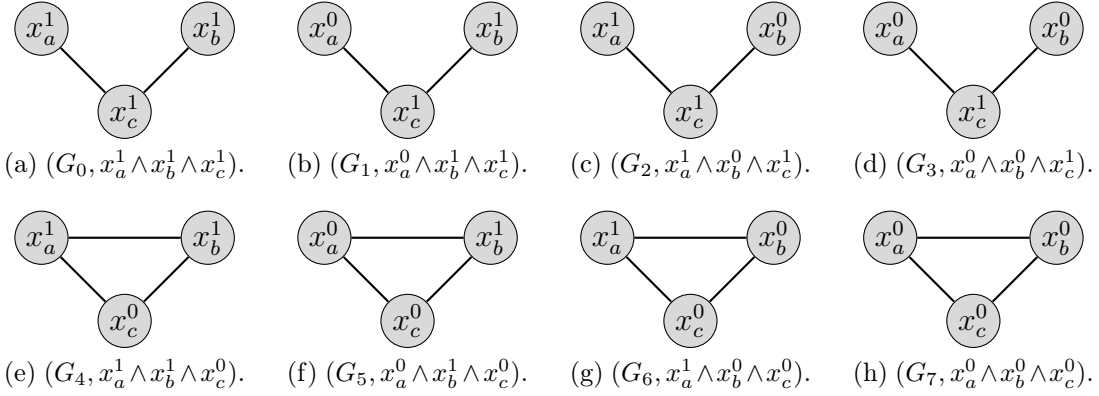 x_a^1 x_b^1 x_a^0 x_b^1 x_a^1 x_b^0 x_a^0 x_b^0
x_c^1 x_c^1 x_c^1 x_c^1
(a) (G_0, x_a^1∧x_b^1∧x_c^1). (b) (G_1, x_a^0∧x_b^1∧x_c^1). (c) (G_2, x_a^1∧x_b^0∧x_c^1). (d) (G_3, x_a^0∧x_b^0∧x_c^1).
x_a^1 x_b^1 x_a^0 x_b^1 x_a^1 x_b^0 x_a^0 x_b^0
x_c^0 x_c^0 x_c^0 x_c^0
(e) (G_4, x_a^1∧x_b^1∧x_c^0). (f) (G_5, x_a^0∧x_b^1∧x_c^0). (g) (G_6, x_a^1∧x_b^0∧x_c^0). (h) (G_7, x_a^0∧x_b^0∧x_c^0).